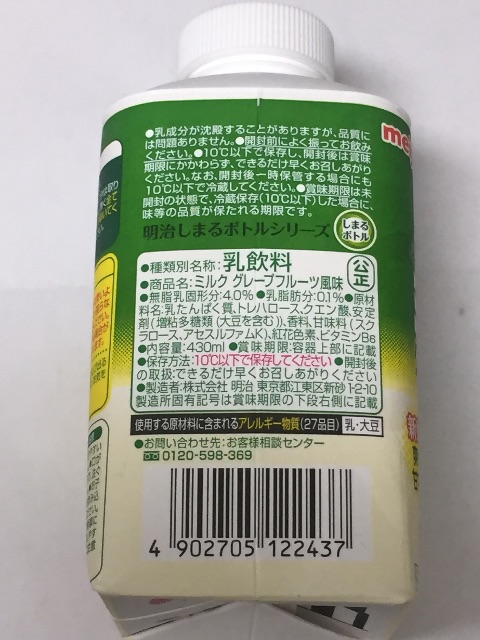 ●乳成分が沈殿することがありますが、品質に
は問題ありません。●開封前によく振ってお飲み
ください。●10℃以下で保存し、開封後は賞味
期限にかかわらず、できるだけ早くお召しあがり
ください。なお、開封後一時保管する場合にも
10℃以下で冷蔵してください。●賞味期限は未
開封の状態で、冷蔵保存(10℃以下)した場合に、
味等の品質が保たれる期限です。
明治しまるボトルシリーズ
しまる
ボトル
●種類別名称:乳飲料
公正
●商品名:ミルク グレープフルーツ風味
●無脂乳固形分:4.0% ●乳脂肪分:0.1% ●原材
料名:乳たんぱく質、トレハロース、クエン酸、安定
剤(増粘多糖類(大豆を含む))、香料、甘味料(スク
ラロース、アセスルファムK)、紅花色素、ビタミンB6
●内容量:430ml ●賞味期限:容器上部に記載
●保存方法:10℃以下で保存してください ●開封後
の取扱:できるだけ早くお召しあがりください
●製造者:株式会社 明治 東京都江東区新砂1-2-10
製造所固有記号は賞味期限の下段右側に記載
使用する原材料に含まれるアレルギー物質(27品目) 乳・大豆
●お問い合わせ先:お客様相談センター
0120-598-369
4 902705 122437
me